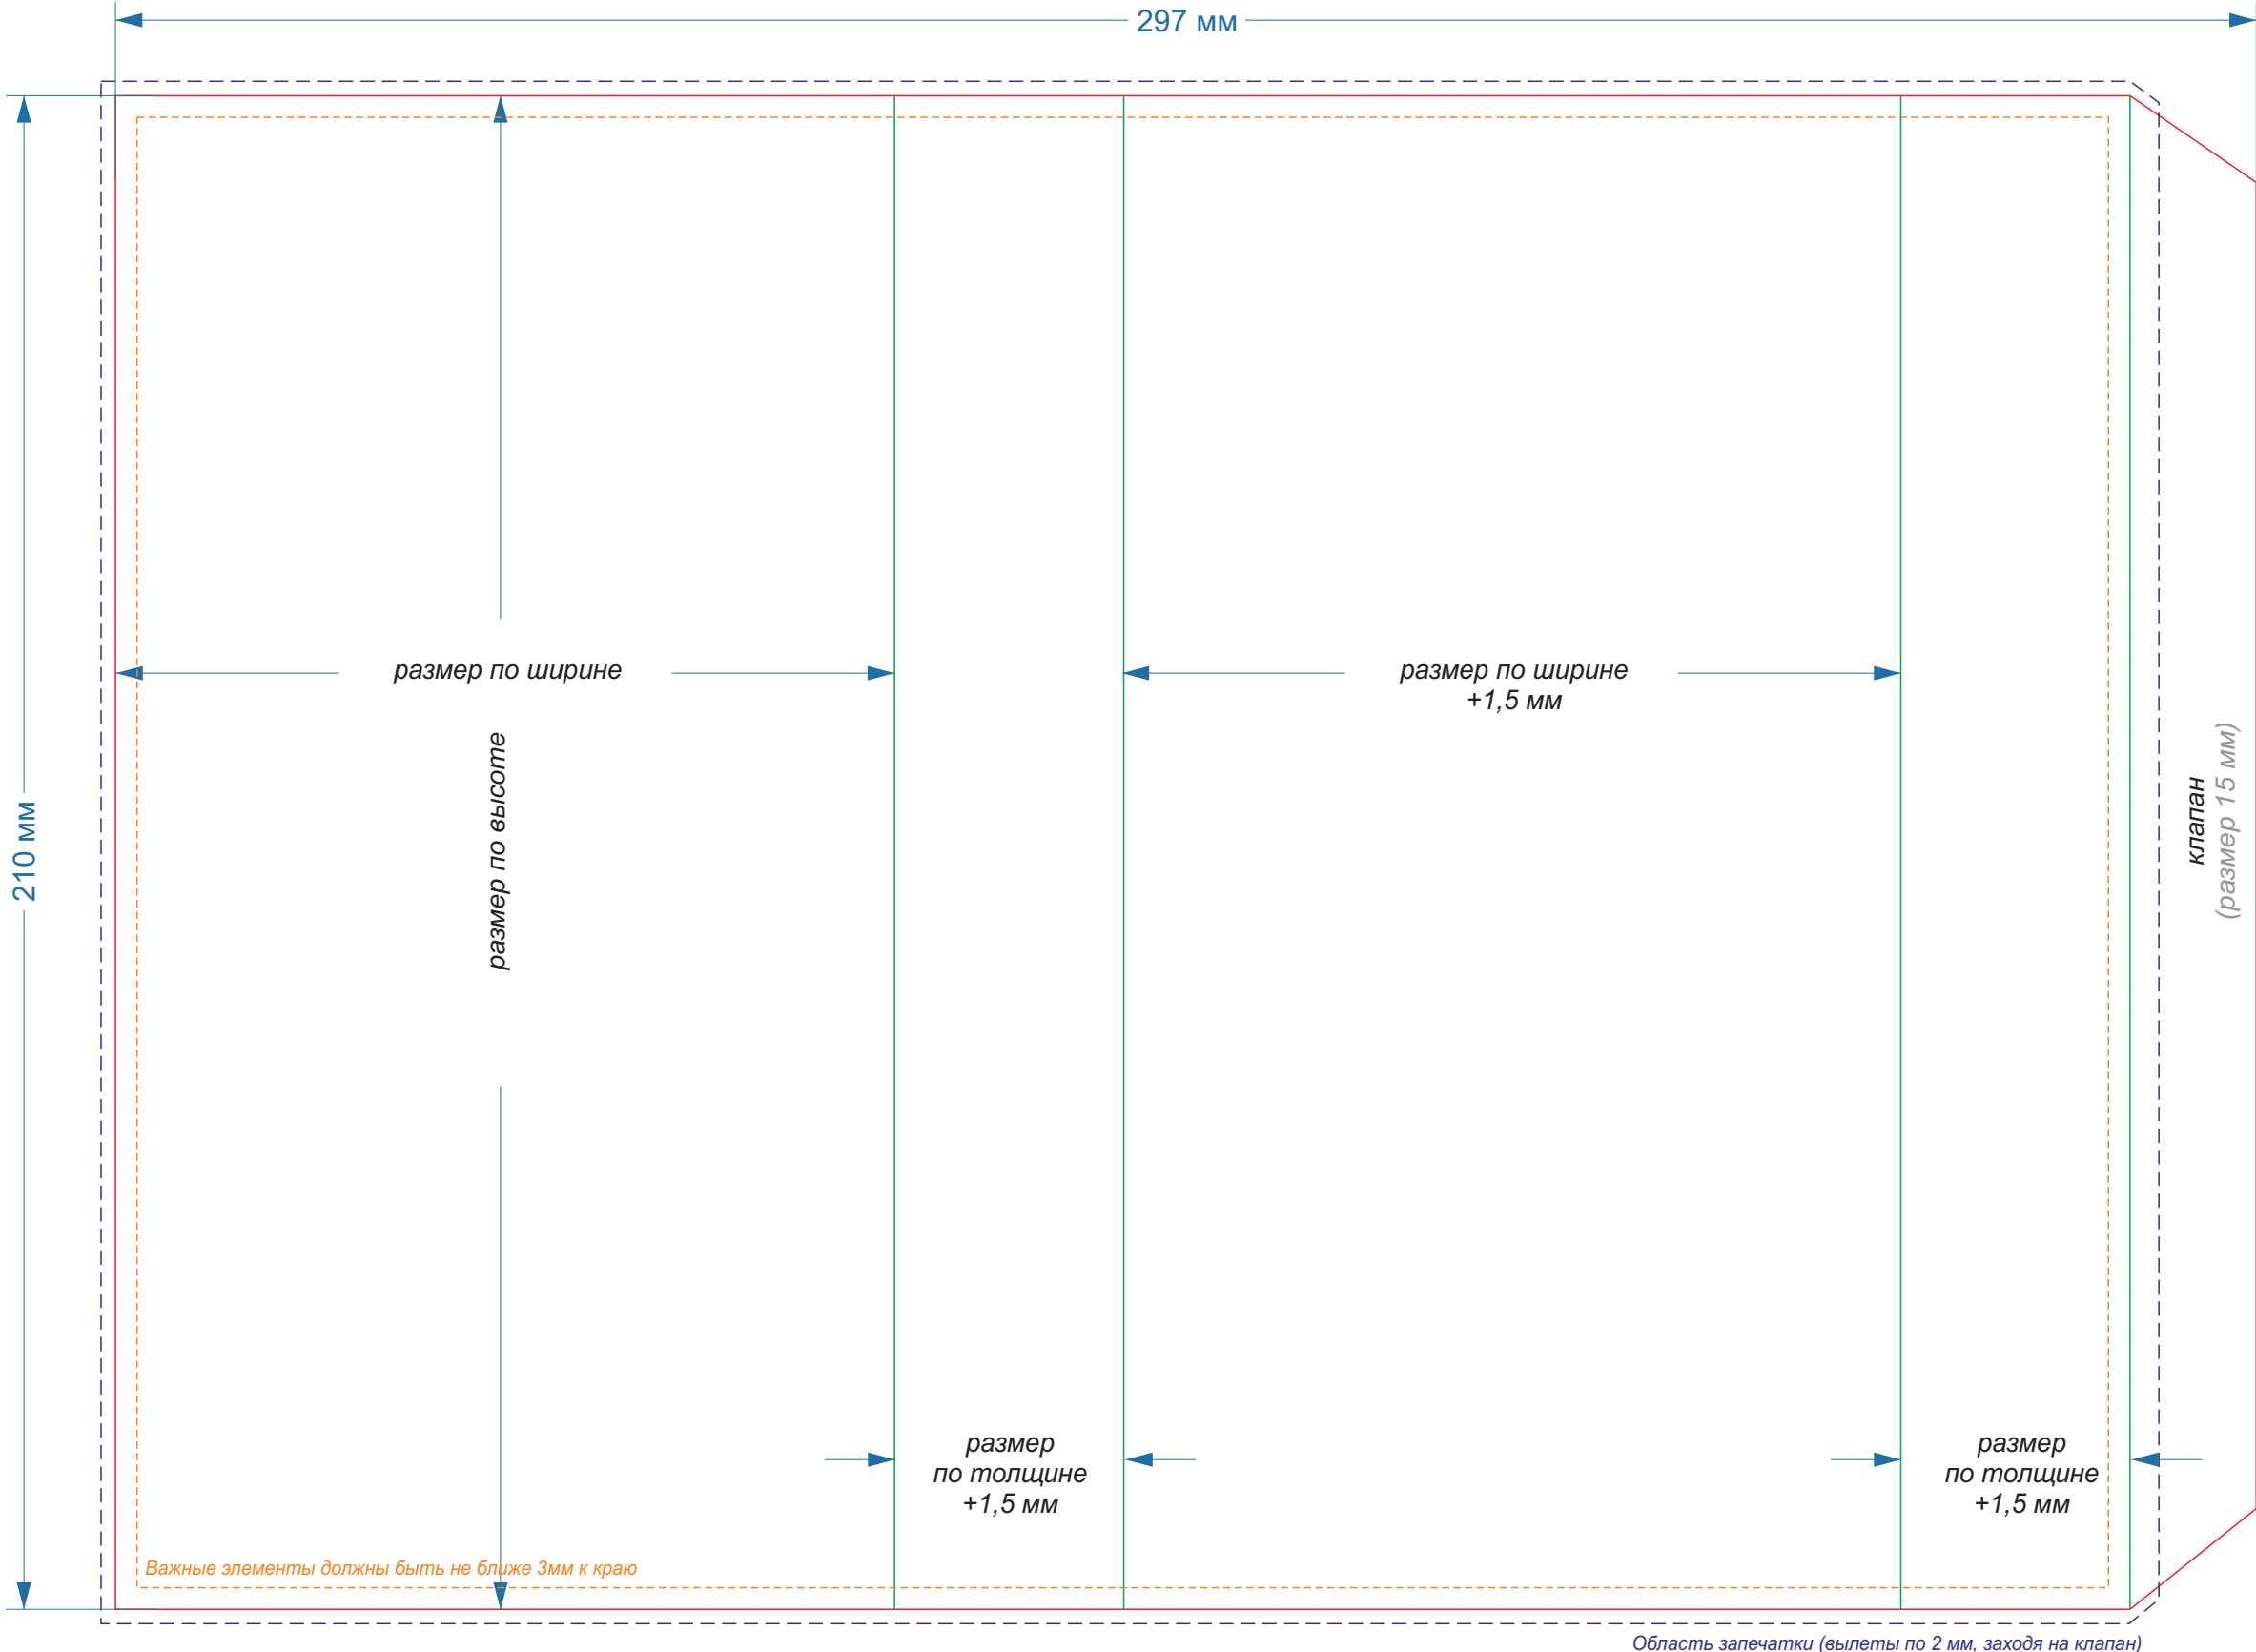 297 мм
210 мм
размер по ширине
размер по высоте
размер по ширине
+1,5 мм
клапан
(размер 15 мм)
размер
по толщине
+1,5 мм
размер
по толщине
+1,5 мм
Важные элементы должны быть не ближе 3мм к краю
Область запечатки (вылеты по 2 мм, заходя на клапан)